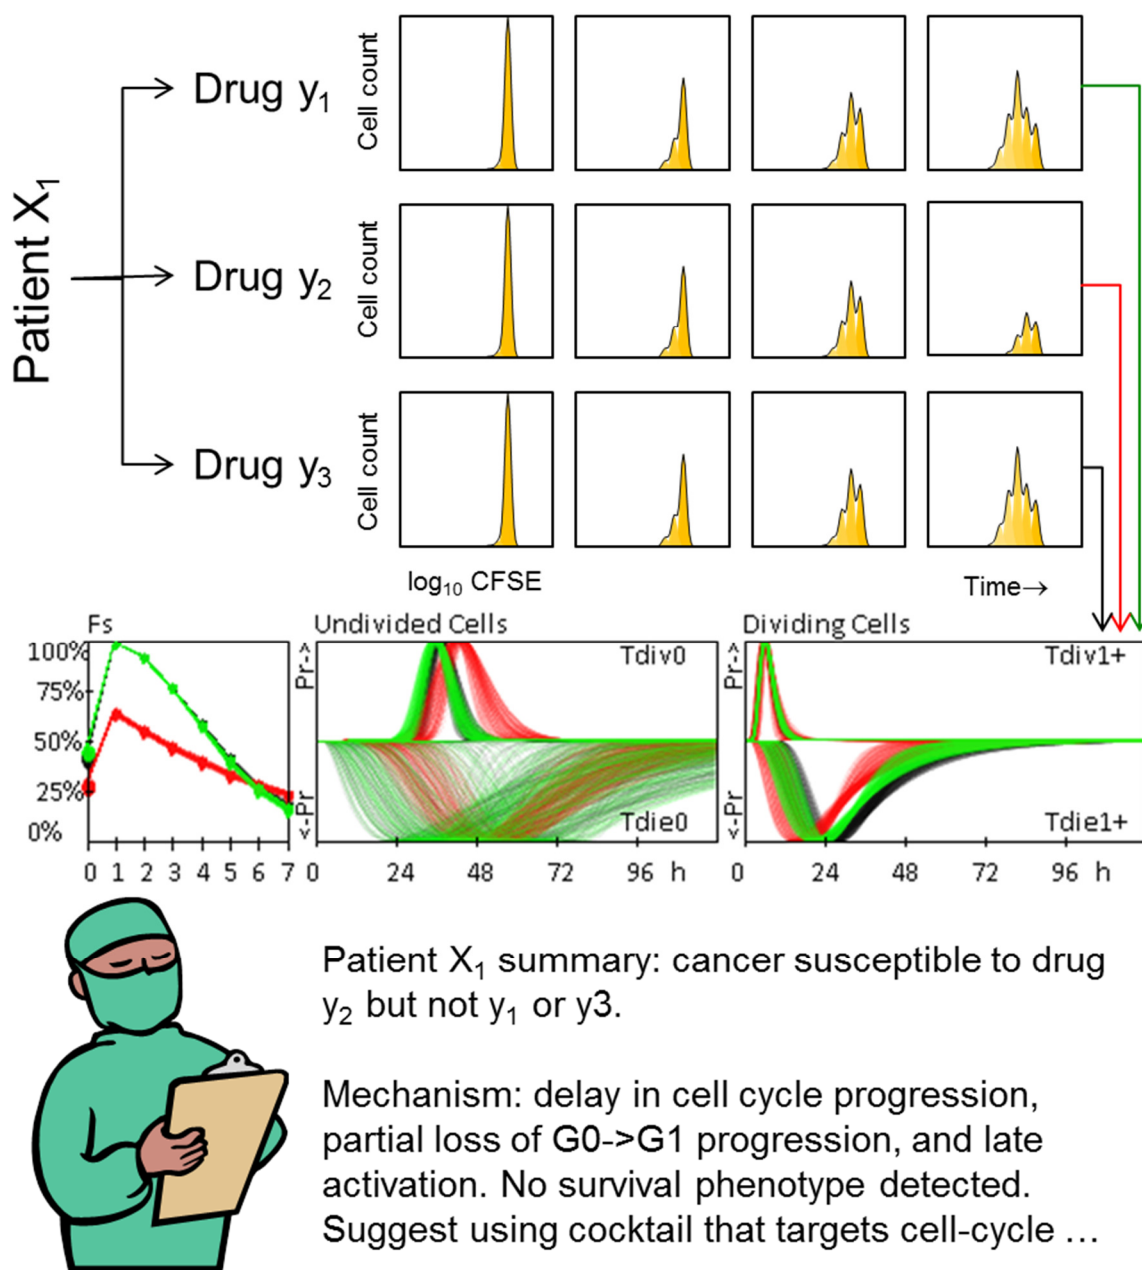 Patient X₁
Drug y₁
Cell count
Drug y₂
Cell count
Drug y₃
Cell count
log₁₀ CFSE
Time→
Fs
100%
75%
50%
25%
0%
0 1 2 3 4 5 6 7
Undivided Cells
Pr->
<-Pr
Tdiv0
Tdie0
0 24 48 72 96 h
Dividing Cells
Pr->
<-Pr
Tdiv1+
Tdie1+
0 24 48 72 96 h
Patient X₁ summary: cancer susceptible to drug
y₂ but not y₁ or y3.
Mechanism: delay in cell cycle progression,
partial loss of G0->G1 progression, and late
activation. No survival phenotype detected.
Suggest using cocktail that targets cell-cycle …